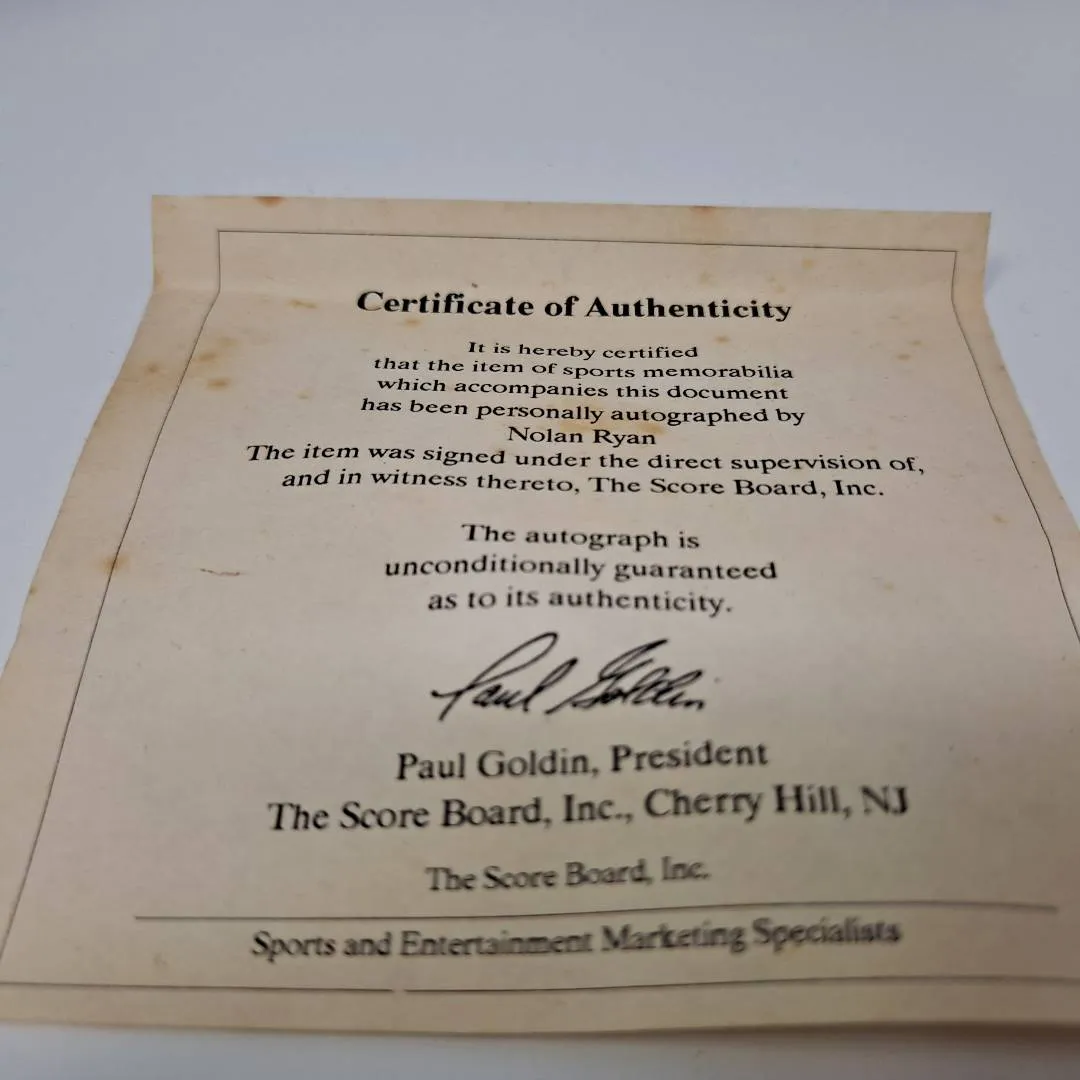 Certificate of Authenticity
It is hereby certified
that the item of sports memorabilia
which accompanies this document
has been personally autographed by
Nolan Ryan
The item was signed under the direct supervision of,
and in witness thereto, The Score Board, Inc.
The autograph is
unconditionally guaranteed
as to its authenticity.
Paul Goldin
Paul Goldin, President
The Score Board, Inc., Cherry Hill, NJ
The Score Board, Inc.
Sports and Entertainment Marketing Specialists